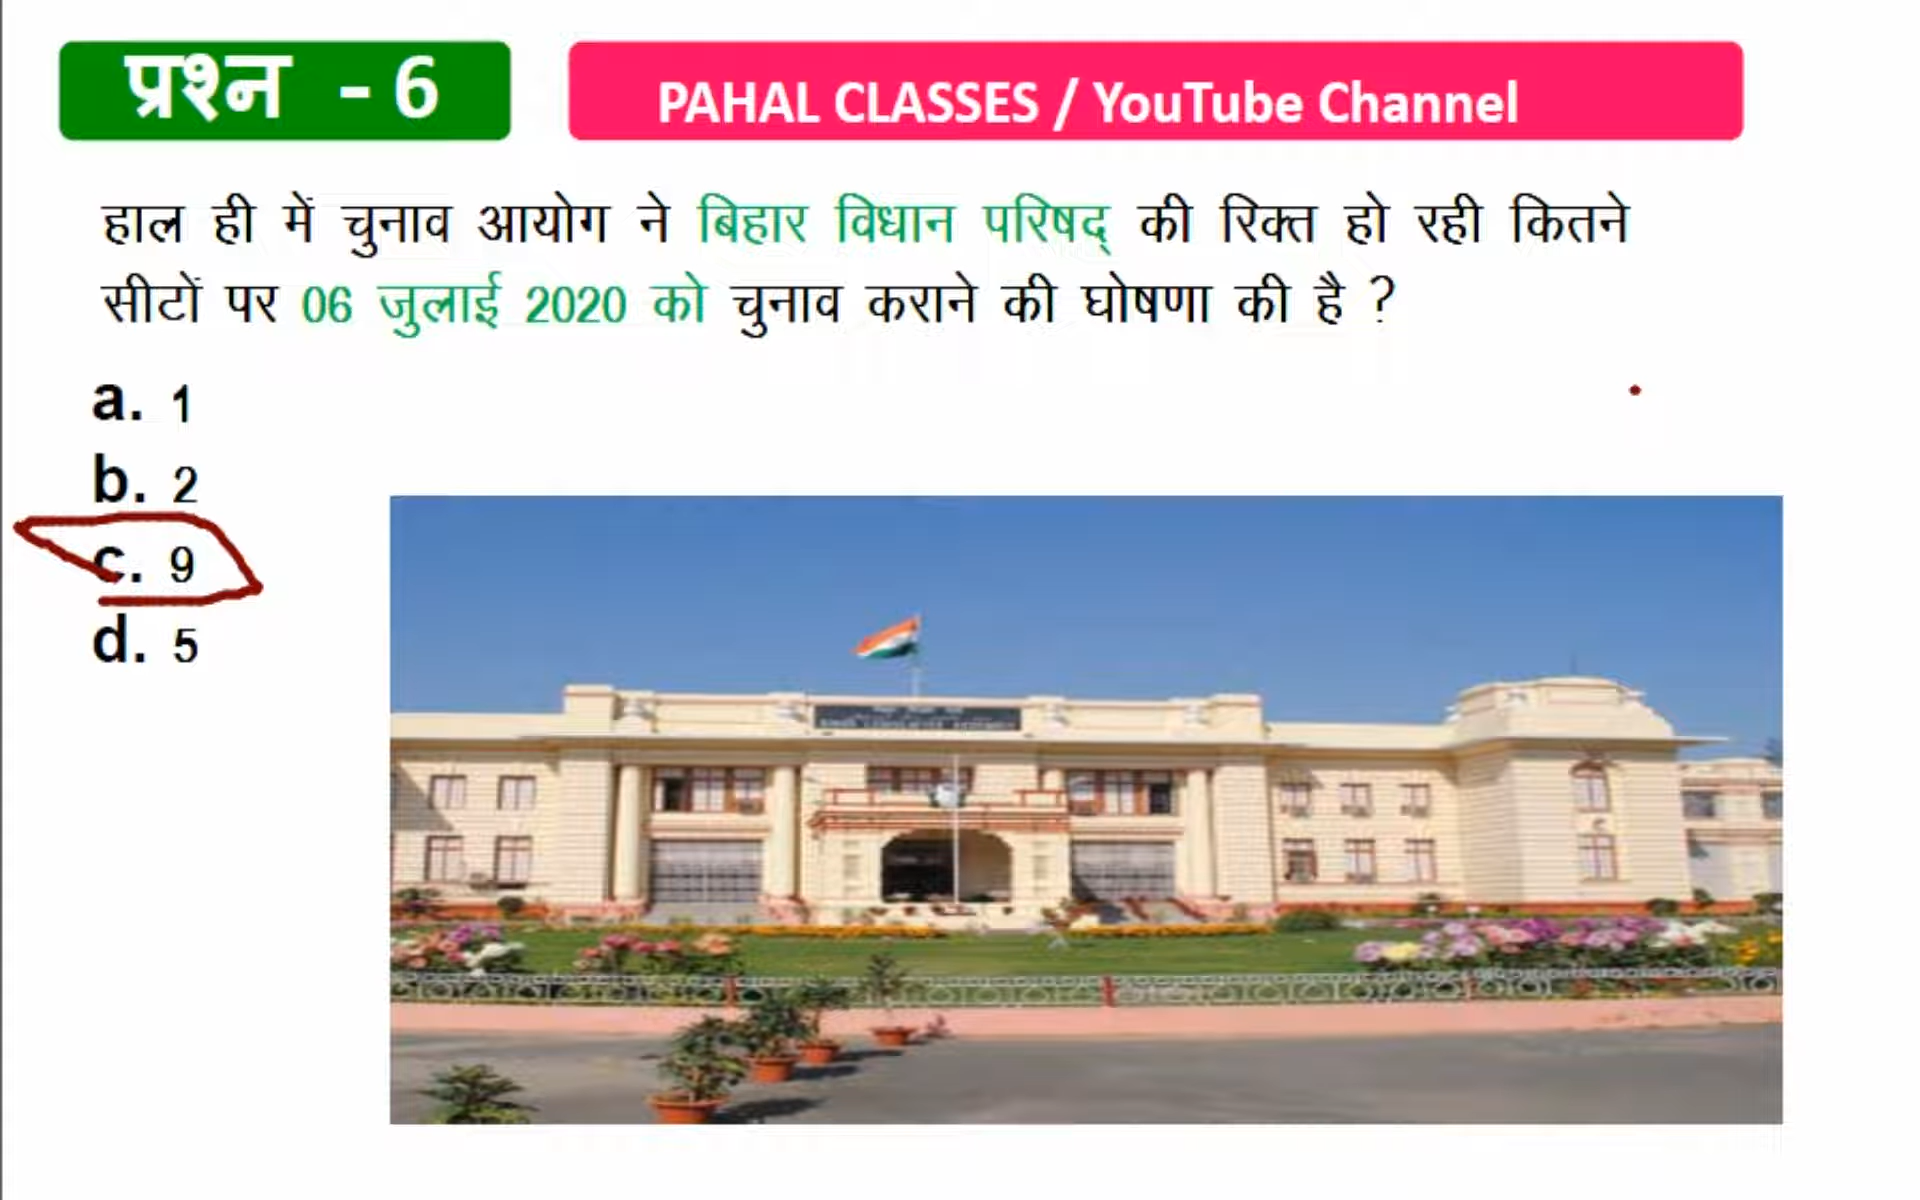 प्रश्न - 6
PAHAL CLASSES / YouTube Channel
हाल ही में चुनाव आयोग ने बिहार विधान परिषद् की रिक्त हो रही कितने
सीटों पर 06 जुलाई 2020 को चुनाव कराने की घोषणा की है ?
a. 1
b. 2
c. 9
d. 5